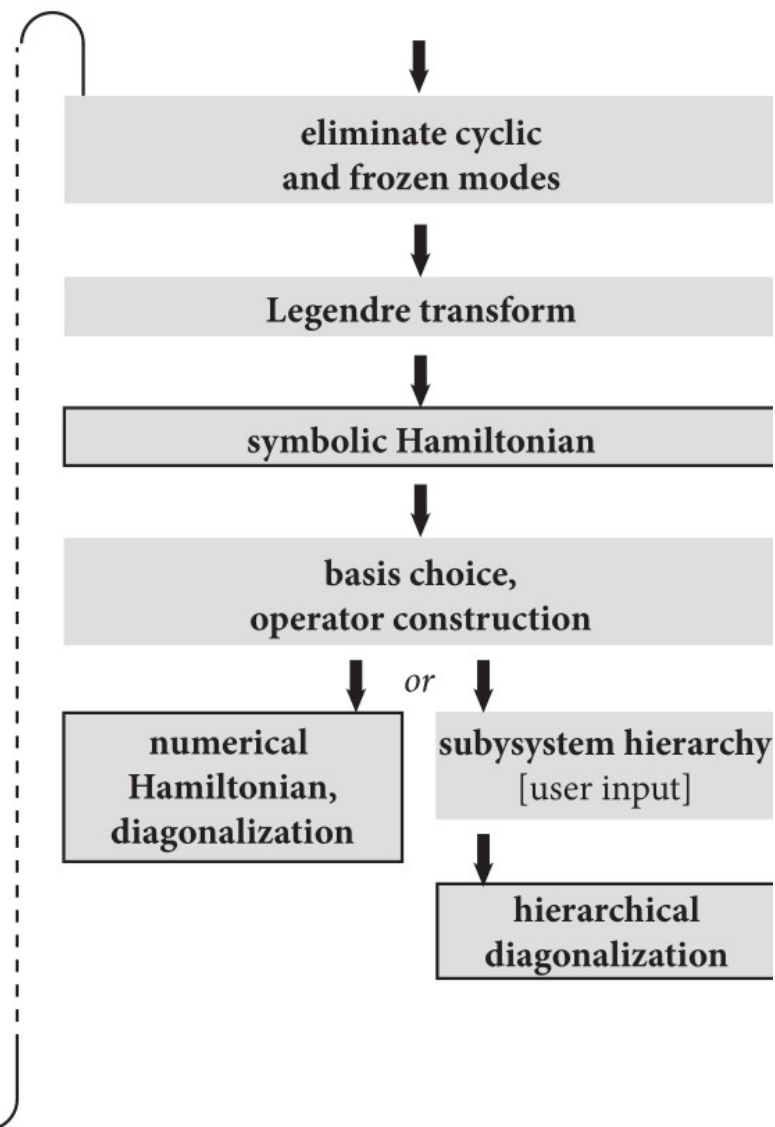 eliminate cyclic
and frozen modes
Legendre transform
symbolic Hamiltonian
basis choice,
operator construction
or
numerical
Hamiltonian,
diagonalization
subysystem hierarchy
[user input]
hierarchical
diagonalization